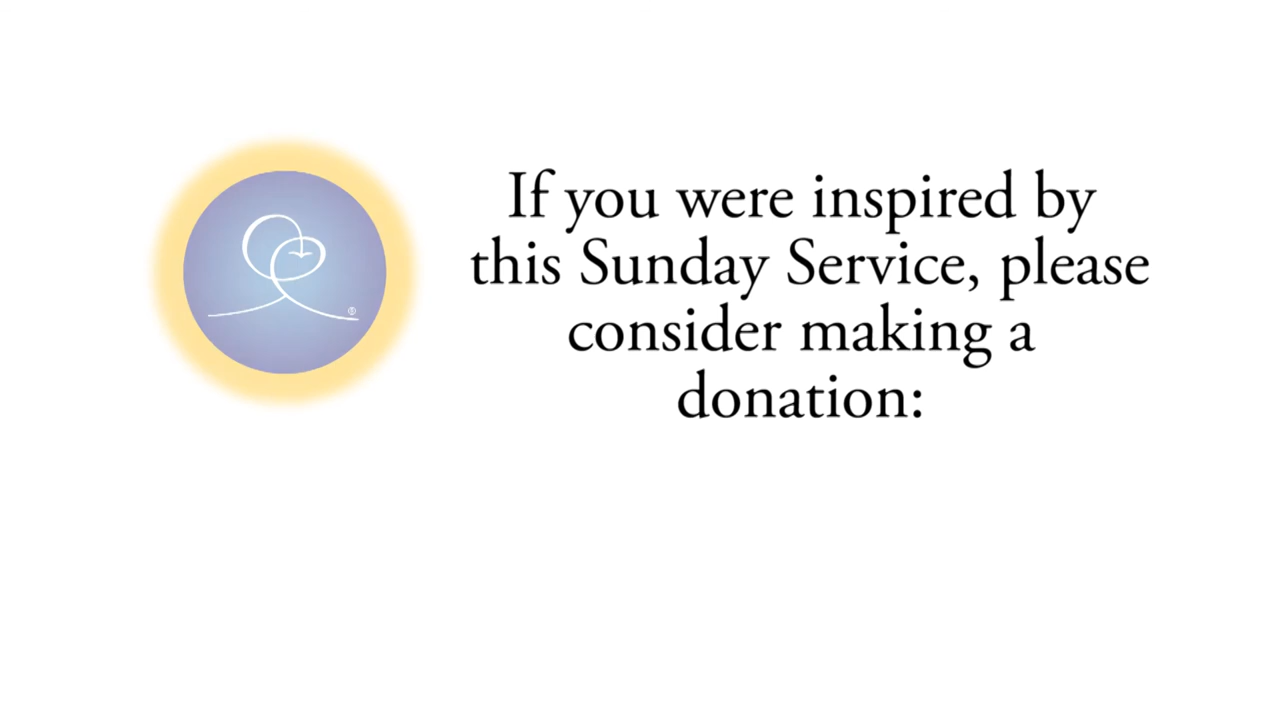 If you were inspired by
this Sunday Service, please
consider making a
donation: